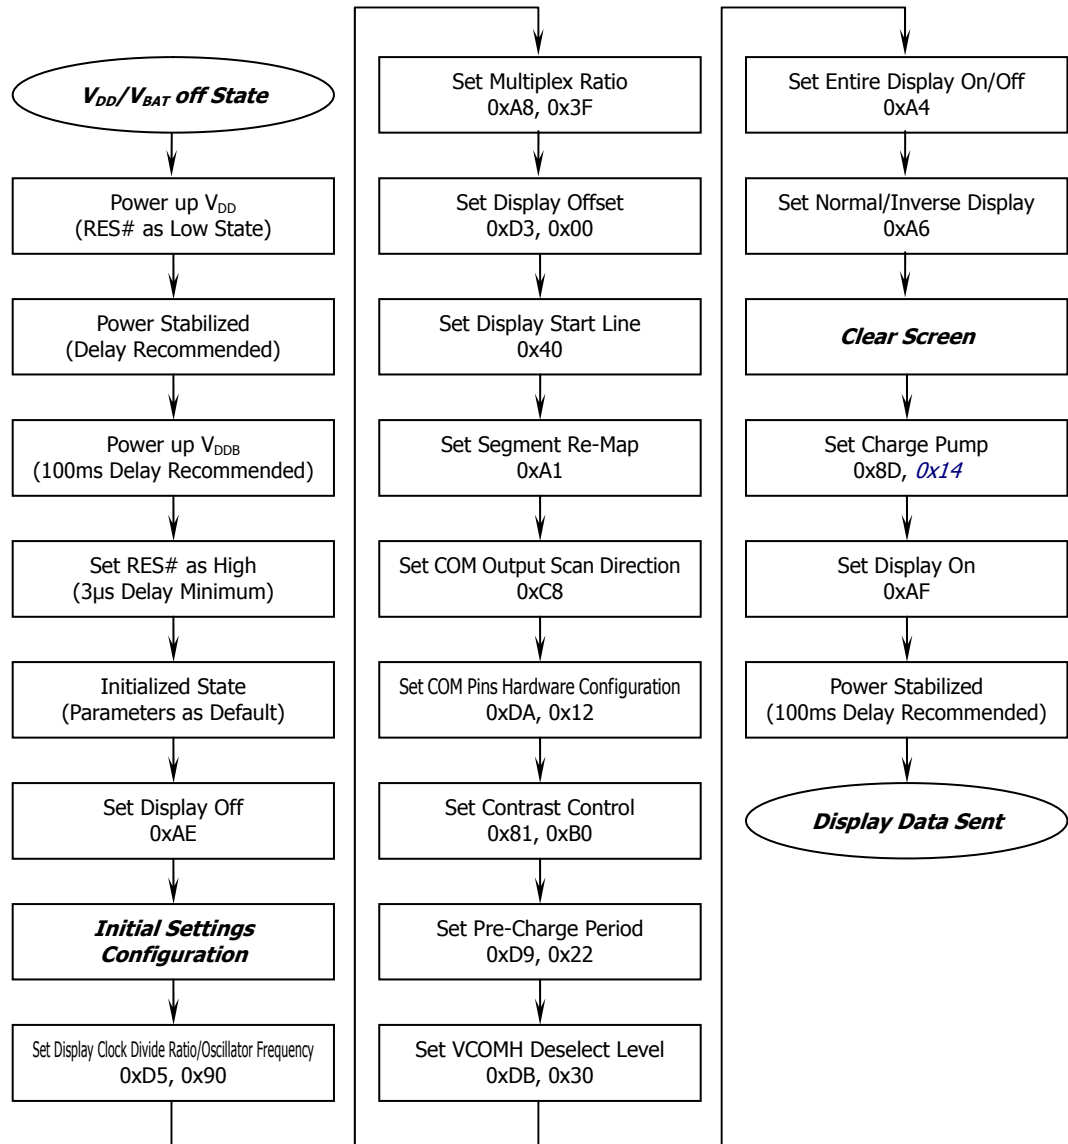 V_DD/V_BAT off State
Power up V_DD
(RES# as Low State)
Power Stabilized
(Delay Recommended)
Power up V_DDB
(100ms Delay Recommended)
Set RES# as High
(3µs Delay Minimum)
Initialized State
(Parameters as Default)
Set Display Off
0xAE
Initial Settings
Configuration
Set Display Clock Divide Ratio/Oscillator Frequency
0xD5, 0x90
Set Multiplex Ratio
0xA8, 0x3F
Set Display Offset
0xD3, 0x00
Set Display Start Line
0x40
Set Segment Re-Map
0xA1
Set COM Output Scan Direction
0xC8
Set COM Pins Hardware Configuration
0xDA, 0x12
Set Contrast Control
0x81, 0xB0
Set Pre-Charge Period
0xD9, 0x22
Set VCOMH Deselect Level
0xDB, 0x30
Set Entire Display On/Off
0xA4
Set Normal/Inverse Display
0xA6
Clear Screen
Set Charge Pump
0x8D, 0x14
Set Display On
0xAF
Power Stabilized
(100ms Delay Recommended)
Display Data Sent